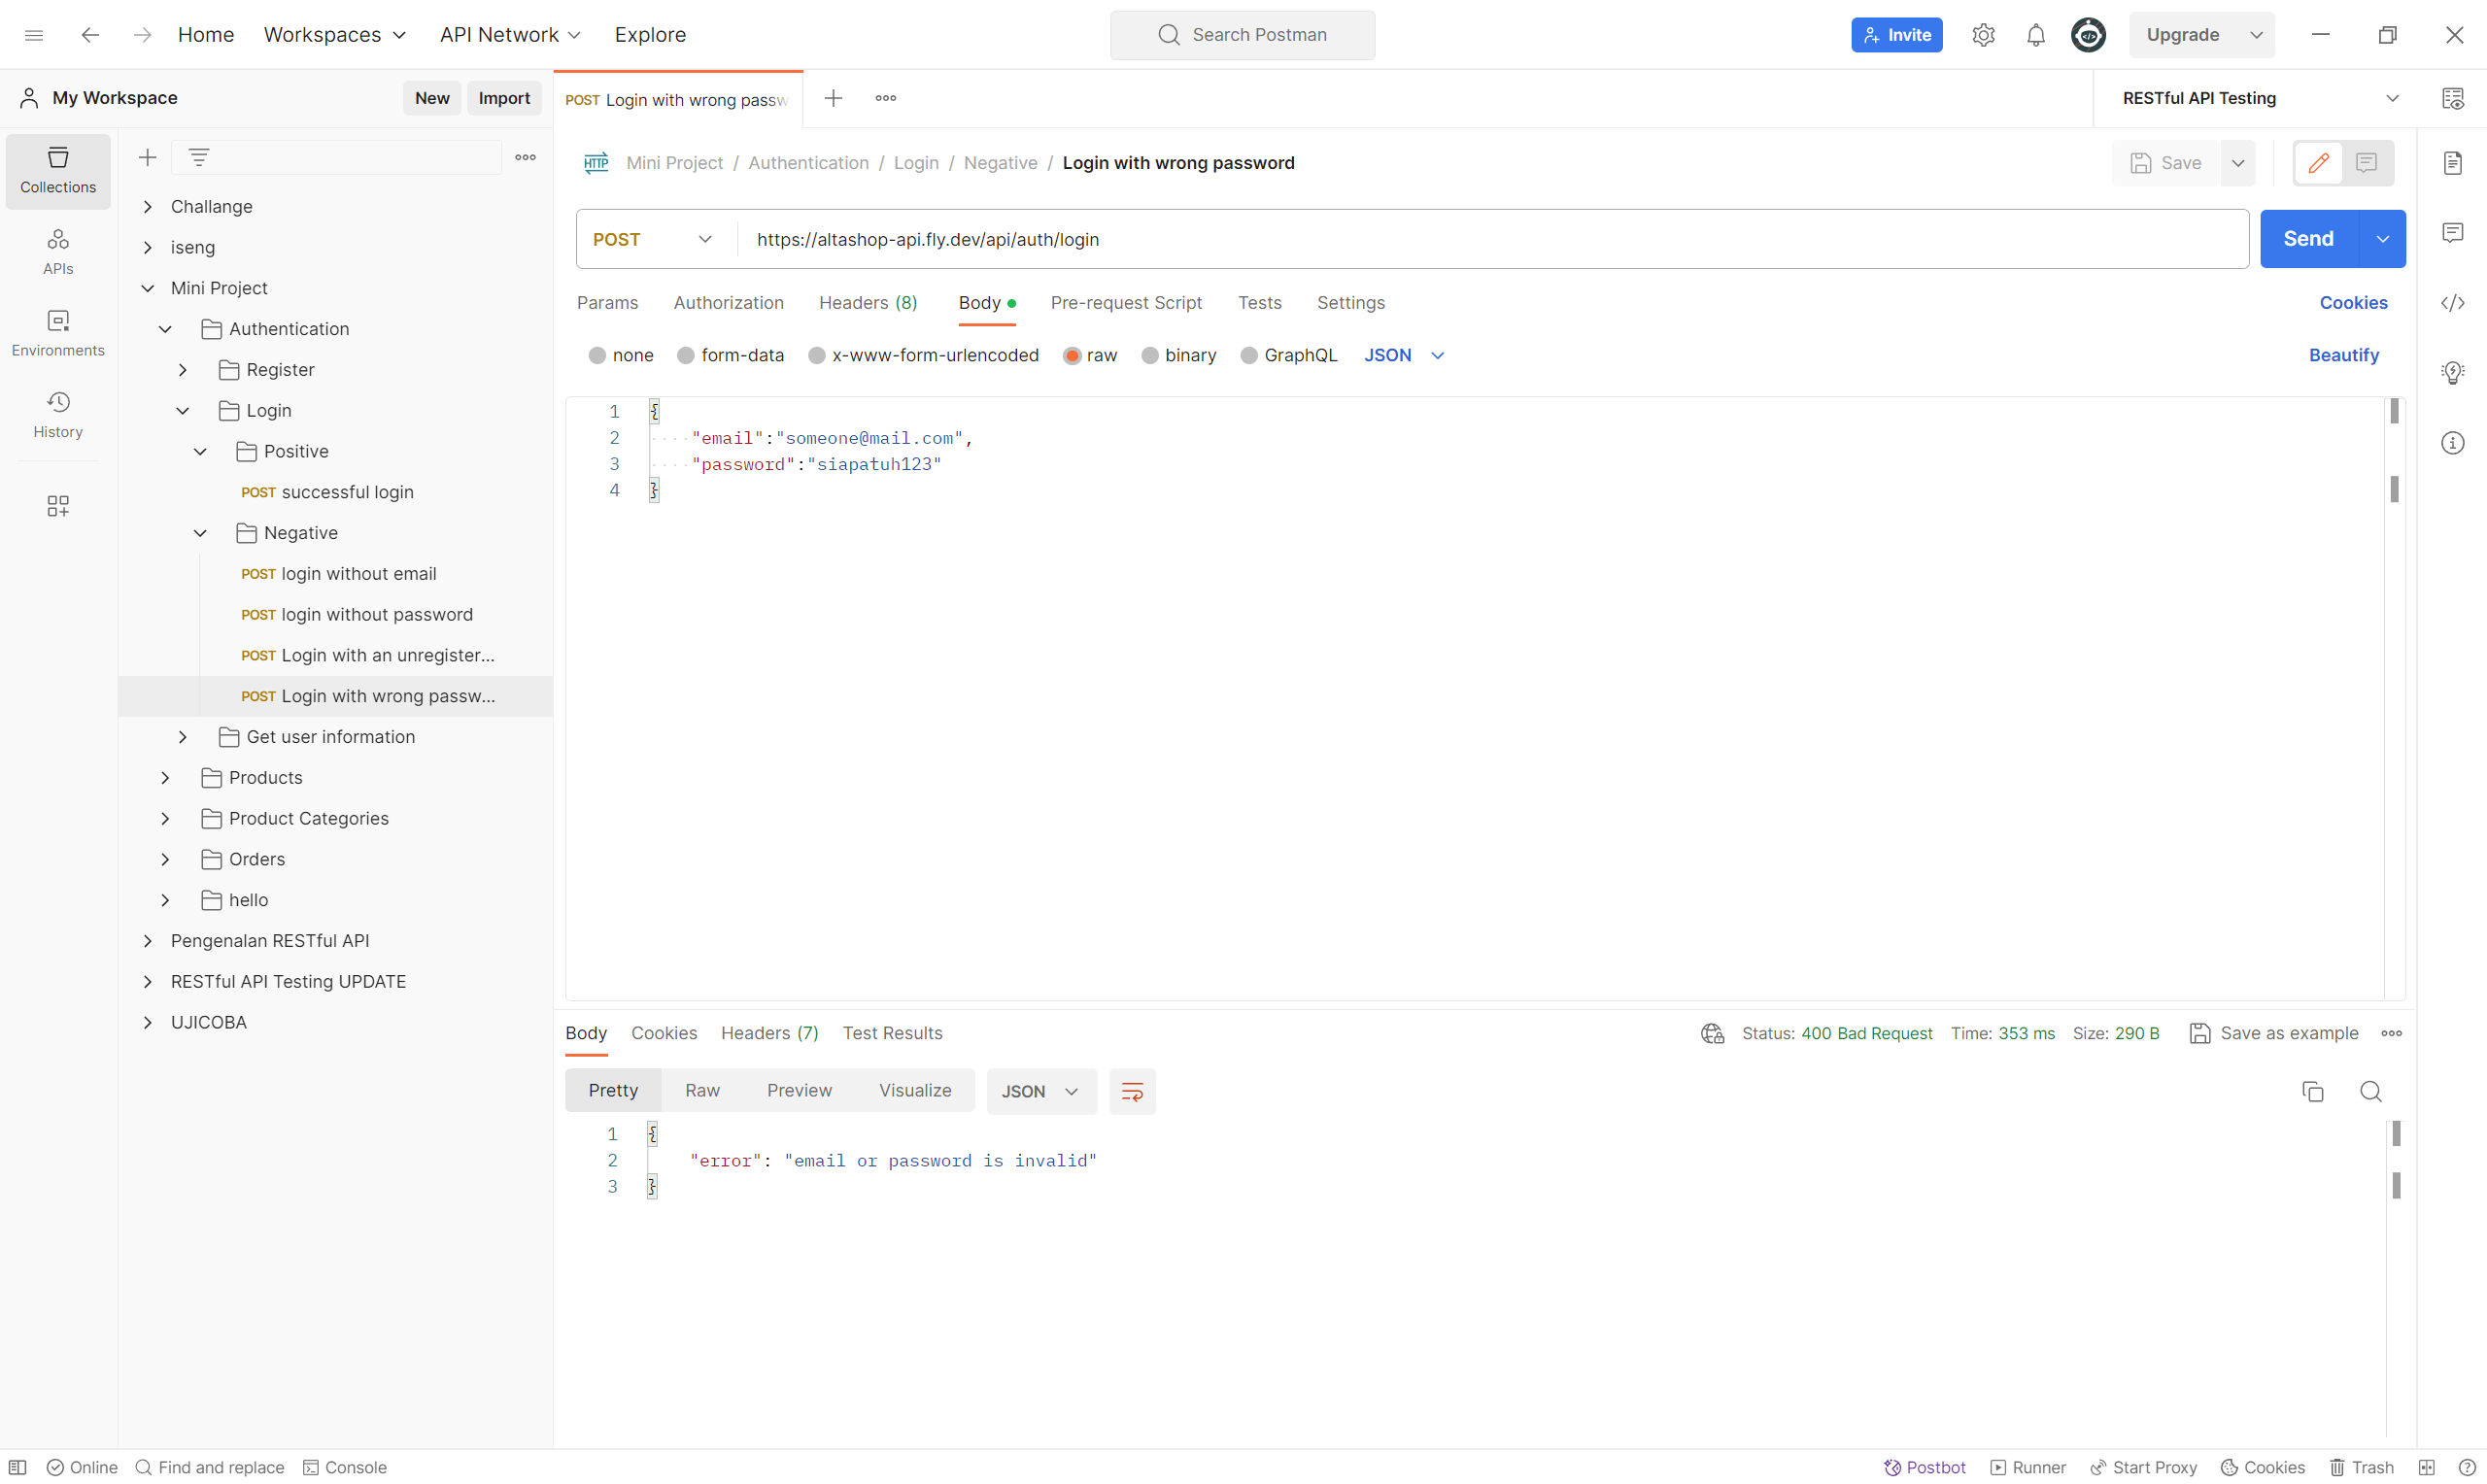 Home Workspaces API Network Explore Search Postman Invite Upgrade
My Workspace New Import POST Login with wrong passw RESTful API Testing
Collections
APIs
Environments
History
Challange
iseng
Mini Project
Authentication
Register
Login
Positive
POST successful login
Negative
POST login without email
POST login without password
POST Login with an unregister...
POST Login with wrong passw...
Get user information
Products
Product Categories
Orders
hello
Pengenalan RESTful API
RESTful API Testing UPDATE
UJICOBA
HTTP Mini Project / Authentication / Login / Negative / Login with wrong password Save
POST https://altashop-api.fly.dev/api/auth/login Send
Params Authorization Headers (8) Body Pre-request Script Tests Settings Cookies
none form-data x-www-form-urlencoded raw binary GraphQL JSON Beautify
1 {
2 "email":"someone@mail.com",
3 "password":"siapatuh123"
4 }
Body Cookies Headers (7) Test Results Status: 400 Bad Request Time: 353 ms Size: 290 B Save as example
Pretty Raw Preview Visualize JSON
1 {
2 "error": "email or password is invalid"
3 }
Online Find and replace Console Postbot Runner Start Proxy Cookies Trash